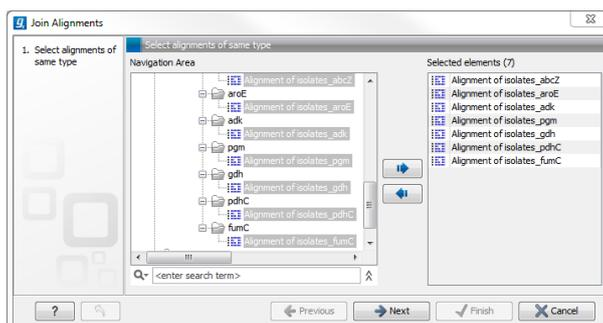 Join Alignments
1. Select alignments of
same type
Select alignments of same type
Navigation Area
Alignment of isolates_abcZ
aroE
Alignment of isolates_aroE
adk
Alignment of isolates_adk
pgm
Alignment of isolates_pgm
gdh
Alignment of isolates_gdh
pdhC
Alignment of isolates_pdhC
fumC
Alignment of isolates_fumC
<enter search term>
Selected elements (7)
Alignment of isolates_abcZ
Alignment of isolates_aroE
Alignment of isolates_adk
Alignment of isolates_pgm
Alignment of isolates_gdh
Alignment of isolates_pdhC
Alignment of isolates_fumC
? Previous Next Finish Cancel